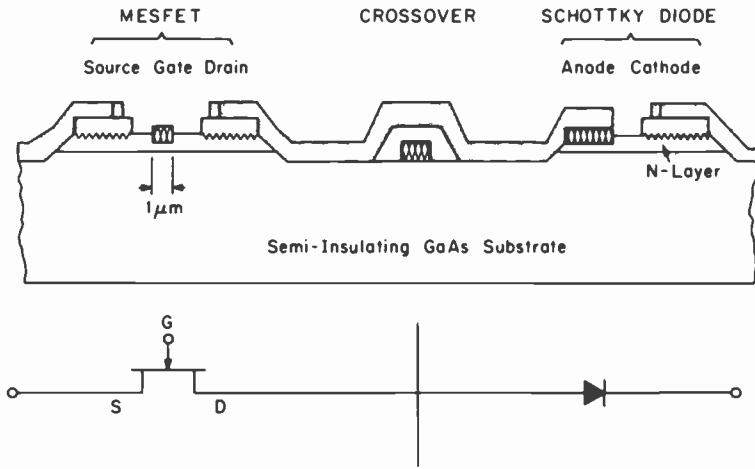 MESFET CROSSOVER SCHOTTKY DIODE
Source Gate Drain Anode Cathode
N-Layer
1μm
Semi-Insulating GaAs Substrate
G
S D